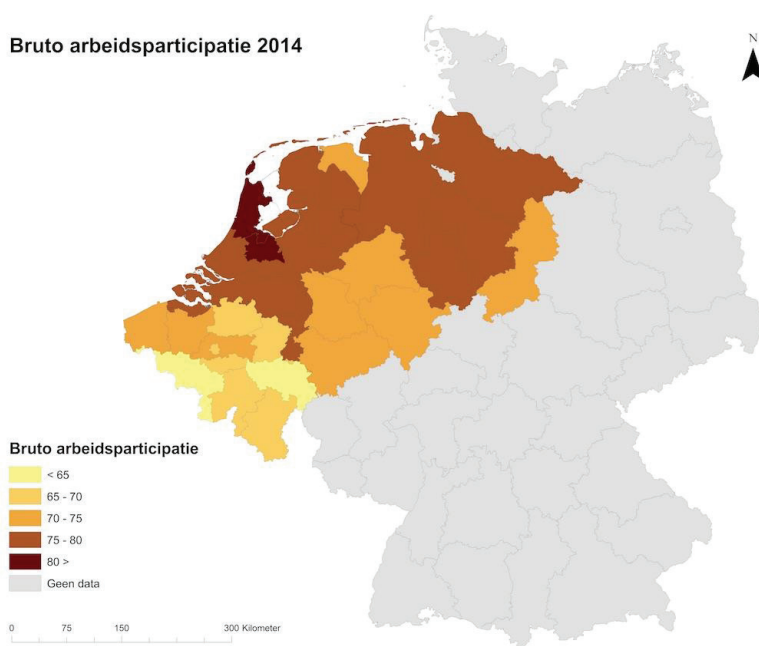 Bruto arbeidsparticipatie 2014
N
Bruto arbeidsparticipatie
< 65
65 - 70
70 - 75
75 - 80
80 >
Geen data
0 75 150 300 Kilometer